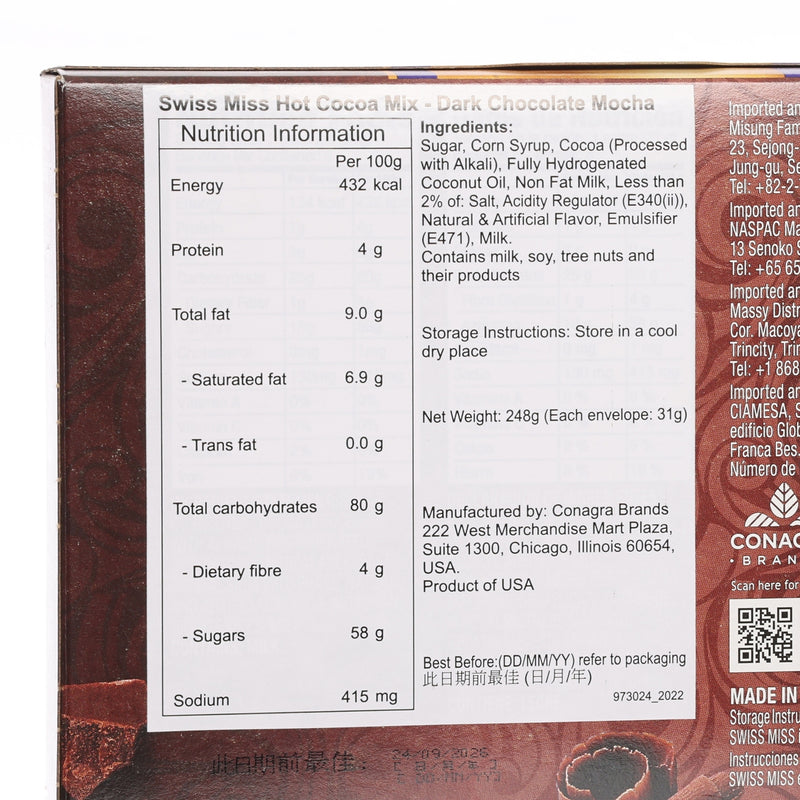 Swiss Miss Hot Cocoa Mix - Dark Chocolate Mocha
Nutrition Information
Per 100g
Energy 432 kcal
Protein 4 g
Total fat 9.0 g
- Saturated fat 6.9 g
- Trans fat 0.0 g
Total carbohydrates 80 g
- Dietary fibre 4 g
- Sugars 58 g
Sodium 415 mg
Ingredients:
Sugar, Corn Syrup, Cocoa (Processed
with Alkali), Fully Hydrogenated
Coconut Oil, Non Fat Milk, Less than
2% of: Salt, Acidity Regulator (E340(ii)),
Natural & Artificial Flavor, Emulsifier
(E471), Milk.
Contains milk, soy, tree nuts and
their products
Storage Instructions: Store in a cool
dry place
Net Weight: 248g (Each envelope: 31g)
Manufactured by: Conagra Brands
222 West Merchandise Mart Plaza,
Suite 1300, Chicago, Illinois 60654,
USA.
Product of USA
Best Before:(DD/MM/YY) refer to packaging
此日期前最佳 (日/月/年)
973024_2022
Imported an
Misung Fam
23, Sejong-
Jung-gu, Se
Tel: +82-2-
Imported an
NASPAC Ma
13 Senoko S
Tel: +65 65
Imported an
Massy Distr
Cor. Macoya
Trincity, Trin
Tel: +1 868
Imported an
CIAMESA, S
edificio Glob
Franca Bes.
Número de
CONAG
BRAN
Scan here for
MADE IN
Storage Instru
SWISS MISS i
Instrucciones
SWISS MISS e
此日期前最佳: